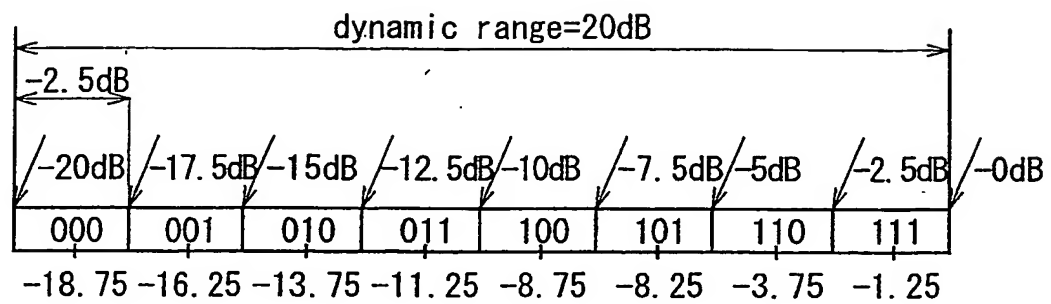 dynamic range=20dB
-2.5dB
-20dB -17.5dB -15dB -12.5dB -10dB -7.5dB -5dB -2.5dB -0dB
000 001 010 011 100 101 110 111
-18.75 -16.25 -13.75 -11.25 -8.75 -8.25 -3.75 -1.25